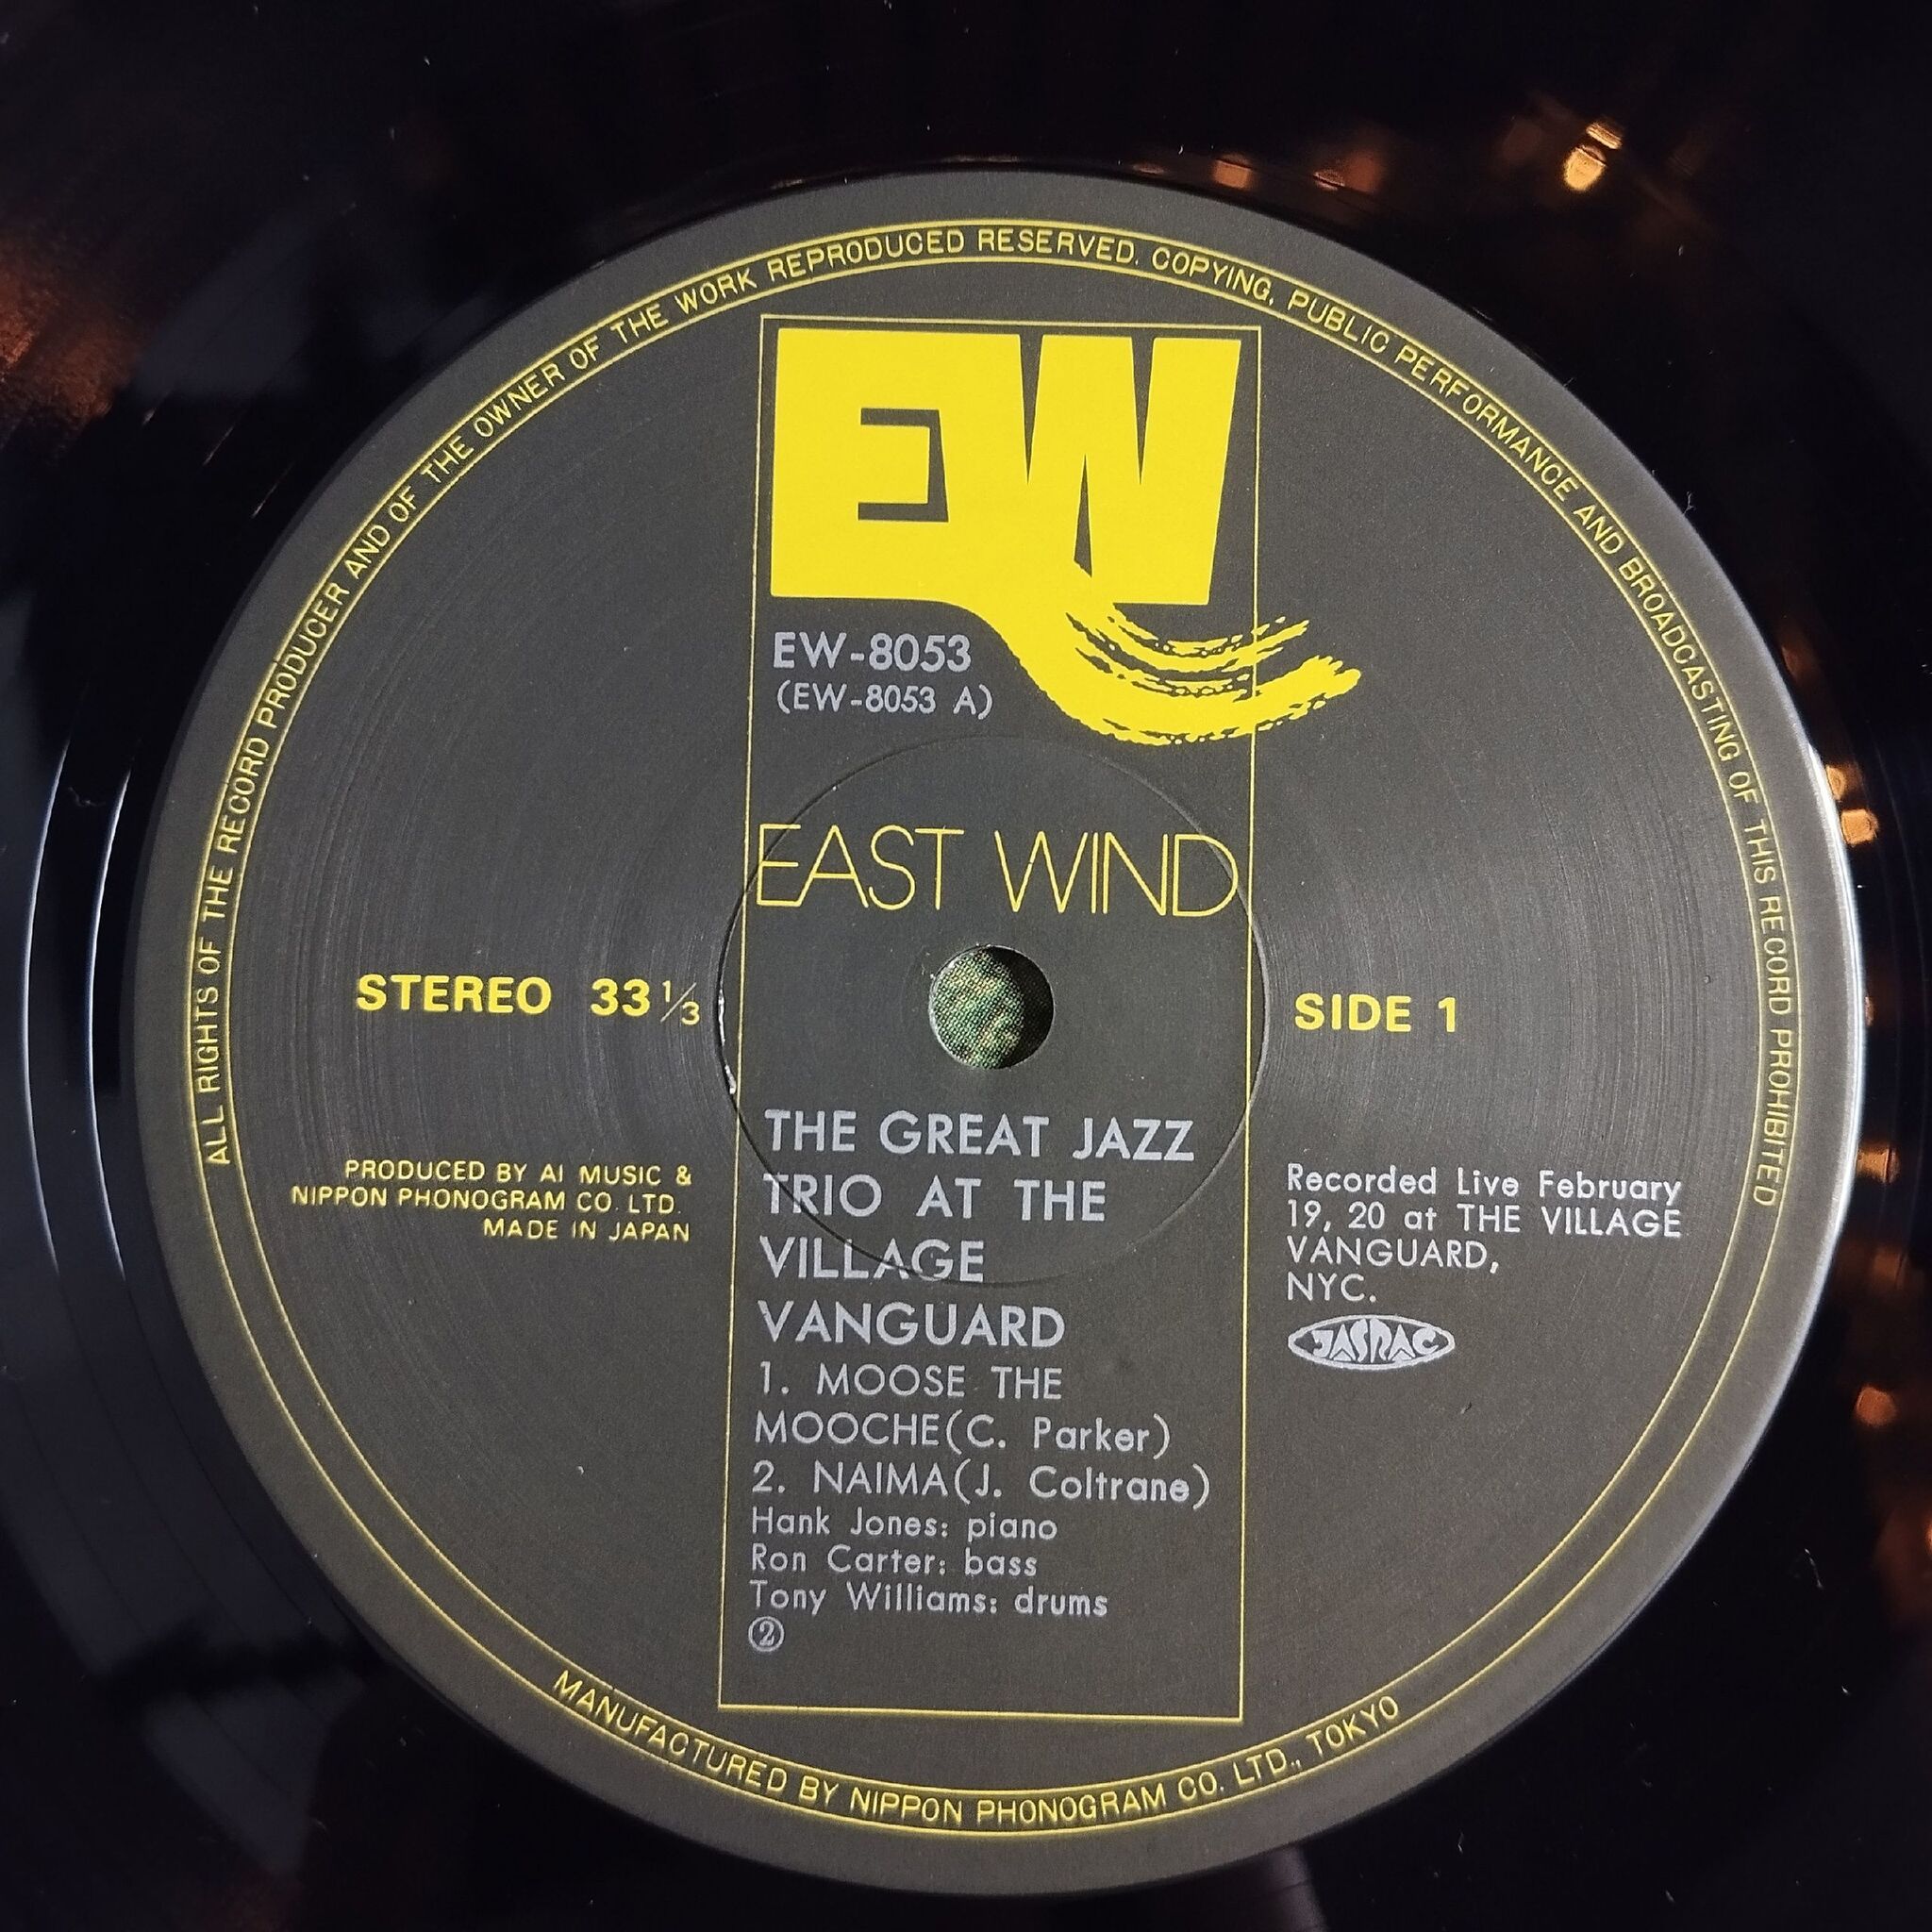 ALL RIGHTS OF THE RECORD PRODUCER AND OF THE OWNER OF THE WORK REPRODUCED RESERVED. COPYING, PUBLIC PERFORMANCE AND BROADCASTING OF THIS RECORD PROHIBITED
EW
EW-8053
(EW-8053 A)
EAST WIND
STEREO 33 1/3
SIDE 1
PRODUCED BY AI MUSIC &
NIPPON PHONOGRAM CO. LTD.
MADE IN JAPAN
THE GREAT JAZZ
TRIO AT THE
VILLAGE
VANGUARD
1. MOOSE THE
MOOCHE(C. Parker)
2. NAIMA(J. Coltrane)
Hank Jones: piano
Ron Carter: bass
Tony Williams: drums
②
Recorded Live February
19, 20 at THE VILLAGE
VANGUARD,
NYC.
JASRAC
MANUFACTURED BY NIPPON PHONOGRAM CO. LTD., TOKYO